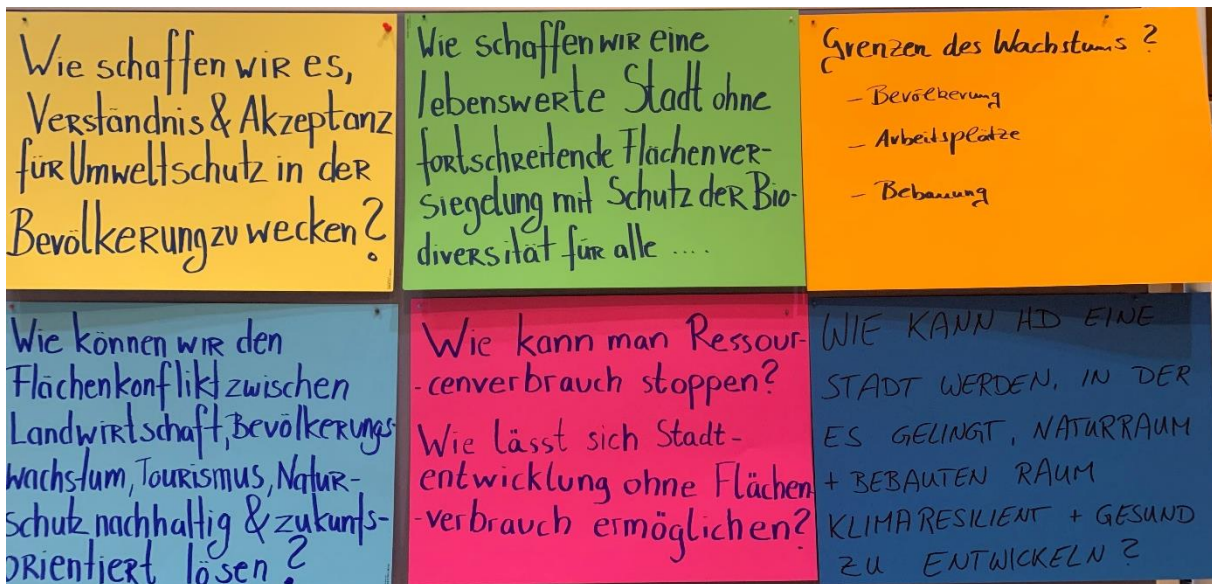 Wie schaffen wir es,
Verständnis & Akzeptanz
für Umweltschutz in der
Bevölkerung zu wecken?
Wie schaffen wir eine
lebenswerte Stadt ohne
fortschreitende Flächenver-
siegelung mit Schutz der Bio-
diversität für alle ....
Grenzen des Wachstums?
- Bevölkerung
- Arbeitsplätze
- Bebauung
Wie können wir den
Flächenkonflikt zwischen
Landwirtschaft, Bevölkerungs-
wachstum, Tourismus, Natur-
schutz nachhaltig & zukunfts-
orientiert lösen?
Wie kann man Ressour-
-cenverbrauch stoppen?
Wie lässt sich Stadt-
entwicklung ohne Flächen
-verbrauch ermöglichen?
WIE KANN HD EINE
STADT WERDEN, IN DER
ES GELINGT, NATURRAUM
+ BEBAUTEN RAUM
KLIMARESILIENT + GESUND
ZU ENTWICKELN?